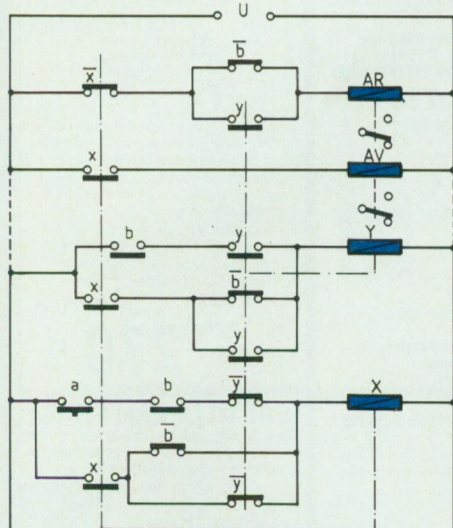 U
x̅ b̅ AR
y
x AV
b y Y
x b̅
y
a b y̅ X
b̅
x y̅